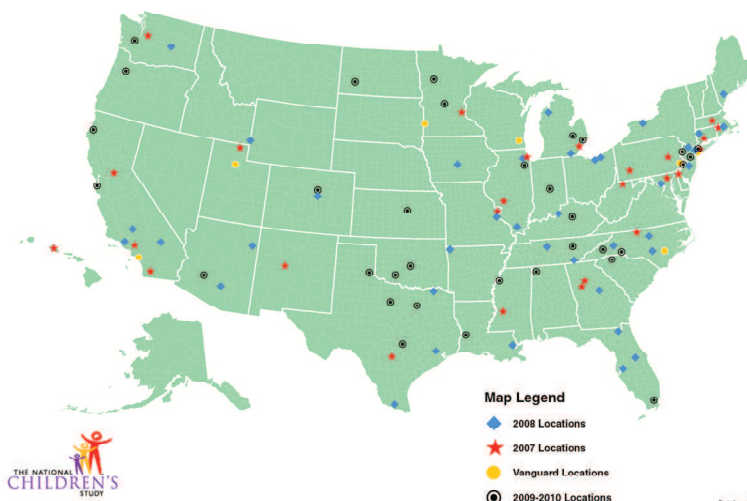 Map Legend
2008 Locations
2007 Locations
Vanguard Locations
2009-2010 Locations
THE NATIONAL
CHILDREN'S
STUDY